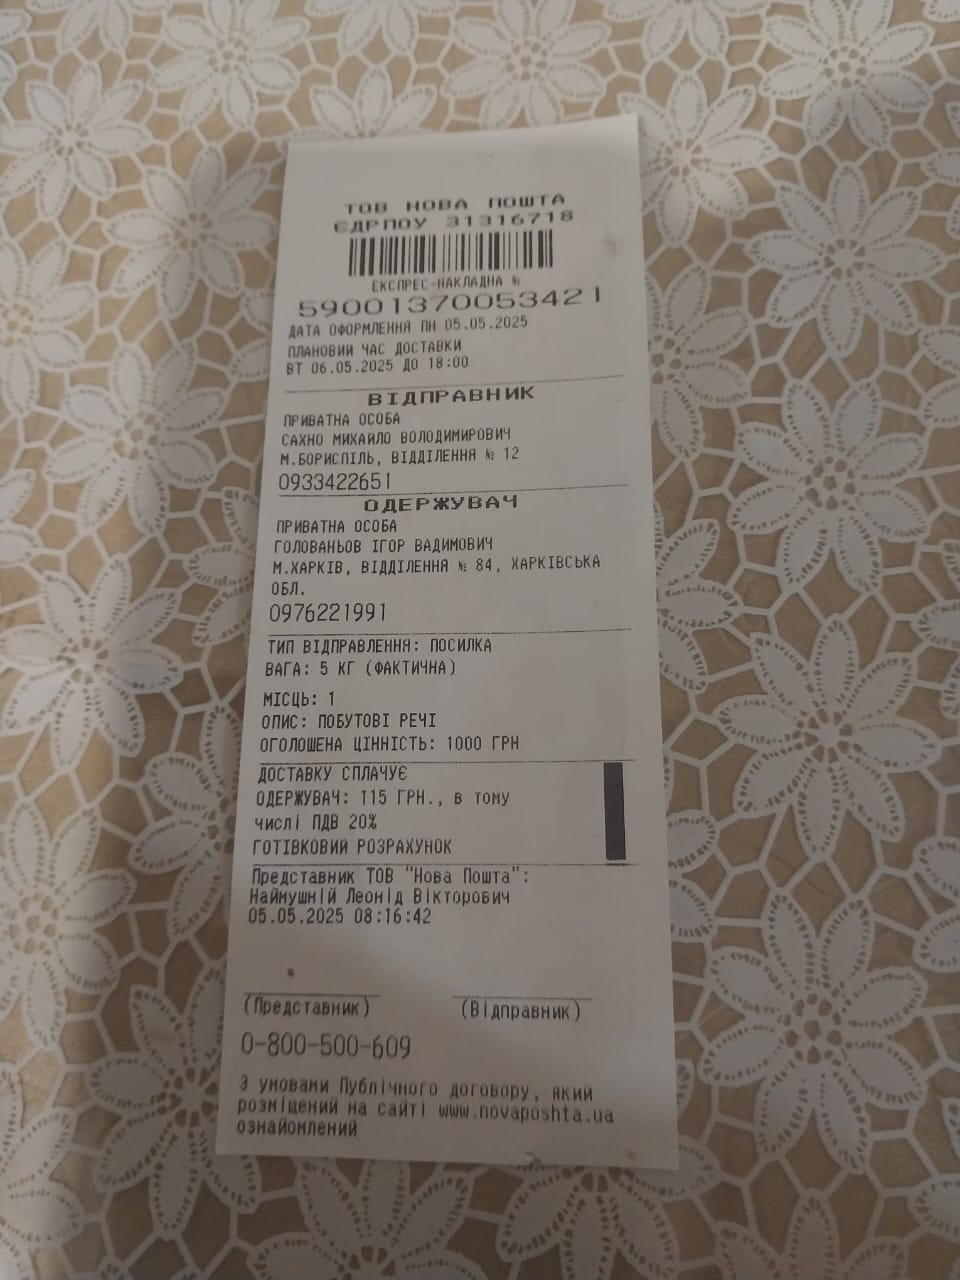 ТОВ НОВА ПОШТА
ЄДРПОУ 31316718
ЕКСПРЕС-НАКЛАДНА №
59001370053421
ДАТА ОФОРМЛЕННЯ ПН 05.05.2025
ПЛАНОВИЙ ЧАС ДОСТАВКИ
ВТ 06.05.2025 ДО 18:00
ВІДПРАВНИК
ПРИВАТНА ОСОБА
САХНО МИХАЙЛО ВОЛОДИМИРОВИЧ
М.БОРИСПІЛЬ, ВІДДІЛЕННЯ № 12
0933422651
ОДЕРЖУВАЧ
ПРИВАТНА ОСОБА
ГОЛОВАНЬОВ ІГОР ВАДИМОВИЧ
М.ХАРКІВ, ВІДДІЛЕННЯ № 84, ХАРКІВСЬКА
ОБЛ.
0976221991
ТИП ВІДПРАВЛЕННЯ: ПОСИЛКА
ВАГА: 5 КГ (ФАКТИЧНА)
МІСЦЬ: 1
ОПИС: ПОБУТОВІ РЕЧІ
ОГОЛОШЕНА ЦІННІСТЬ: 1000 ГРН
ДОСТАВКУ СПЛАЧУЄ
ОДЕРЖУВАЧ: 115 ГРН., в тому
числі ПДВ 20%
ГОТІВКОВИЙ РОЗРАХУНОК
Представник ТОВ "Нова Пошта":
Наймушній Леонід Вікторович
05.05.2025 08:16:42
(Представник) (Відправник)
0-800-500-609
З умовами Публічного договору, який
розміщений на сайті www.novaposhta.ua
ознайомлений